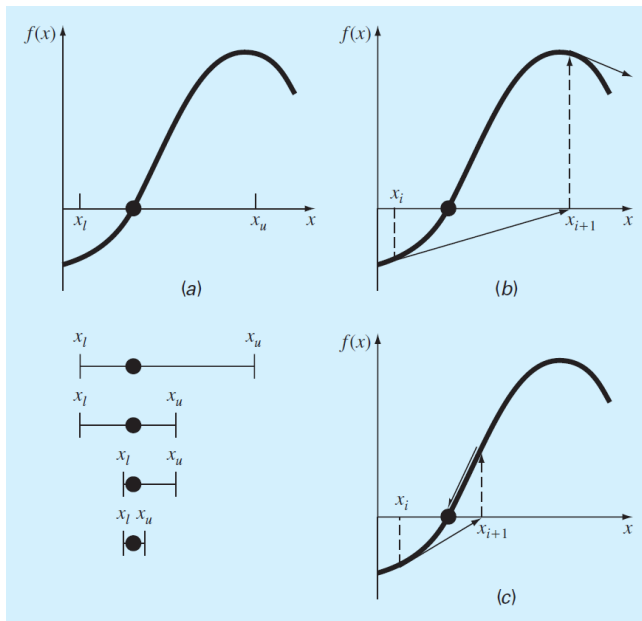 f(x)
x_l
x_u
x
(a)
f(x)
x_i
x_{i+1}
x
(b)
x_l x_u
x_l x_u
x_l x_u
x_l x_u
f(x)
x_i
x_{i+1}
x
(c)